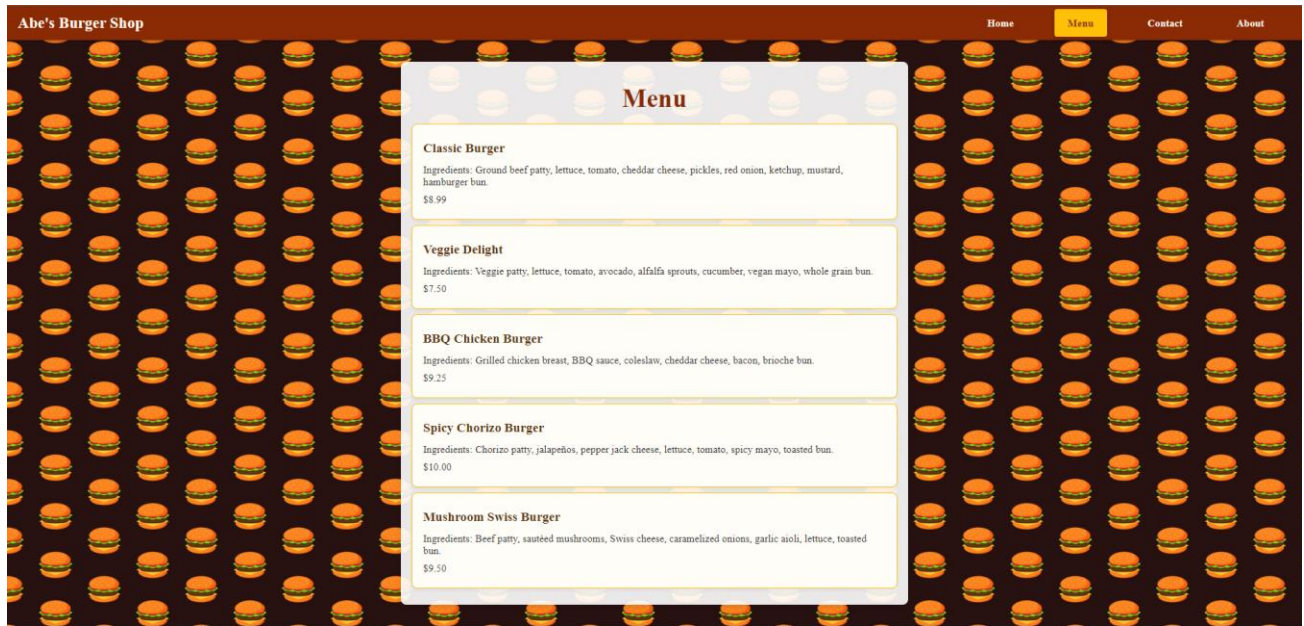 Abe's Burger Shop
Home Menu Contact About
Menu
Classic Burger
Ingredients: Ground beef patty, lettuce, tomato, cheddar cheese, pickles, red onion, ketchup, mustard,
hamburger bun.
$8.99
Veggie Delight
Ingredients: Veggie patty, lettuce, tomato, avocado, alfalfa sprouts, cucumber, vegan mayo, whole grain bun.
$7.50
BBQ Chicken Burger
Ingredients: Grilled chicken breast, BBQ sauce, coleslaw, cheddar cheese, bacon, brioche bun.
$9.25
Spicy Chorizo Burger
Ingredients: Chorizo patty, jalapeños, pepper jack cheese, lettuce, tomato, spicy mayo, toasted bun.
$10.00
Mushroom Swiss Burger
Ingredients: Beef patty, sautéed mushrooms, Swiss cheese, caramelized onions, garlic aioli, lettuce, toasted
bun.
$9.50